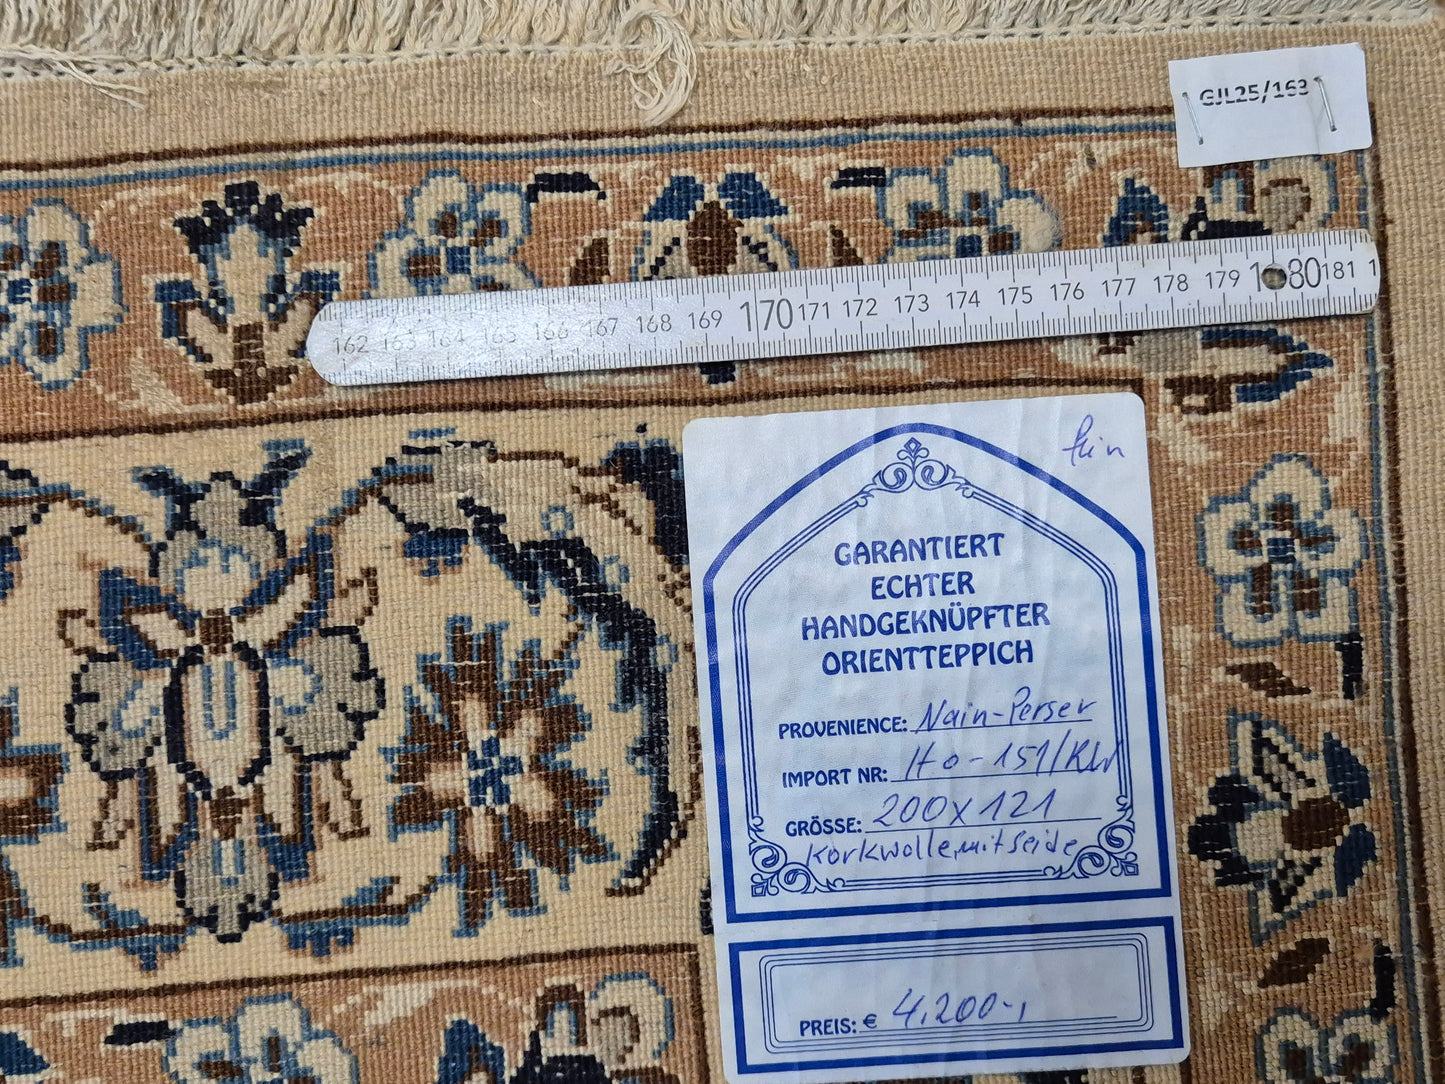 GJL25/163
162 163 164 165 166 167 168 169 170 171 172 173 174 175 176 177 178 179 180 181 1
fein
GARANTIERT
ECHTER
HANDGEKNÜPFTER
ORIENTTEPPICH
PROVENIENCE: Nain-Perser
IMPORT NR: Ho-151/KW
GRÖSSE: 200x121
Korkwolle, mit seide
PREIS: € 4.200-,